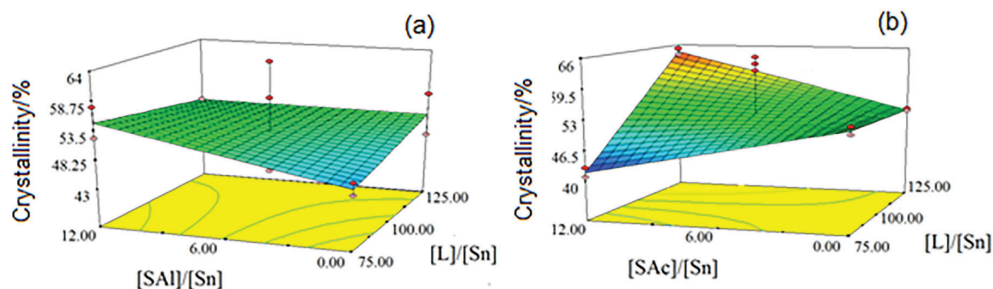 (a)
Crystallinity/%
64
58.75
53.5
48.25
43
12.00
6.00
0.00
[SAl]/[Sn]
125.00
100.00
75.00
[L]/[Sn]
(b)
Crystallinity/%
66
59.5
53
46.5
40
12.00
6.00
0.00
[SAc]/[Sn]
125.00
100.00
75.00
[L]/[Sn]